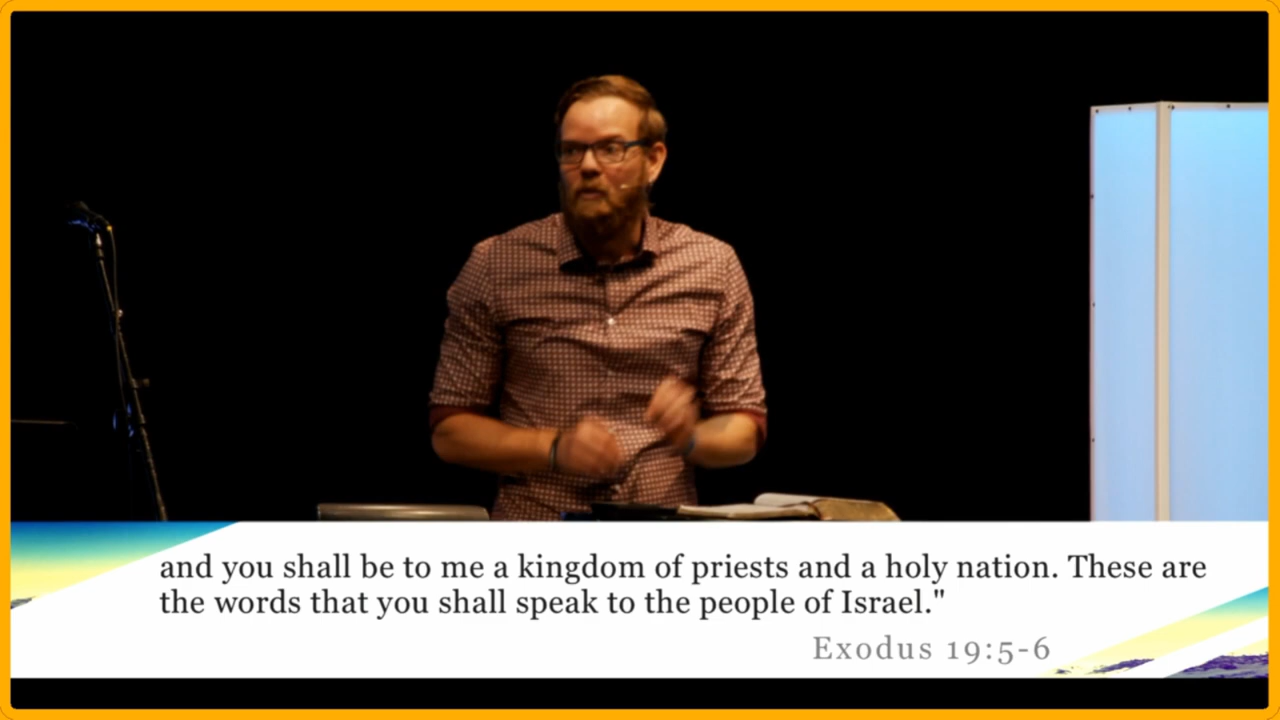 and you shall be to me a kingdom of priests and a holy nation. These are
the words that you shall speak to the people of Israel."
Exodus 19:5-6